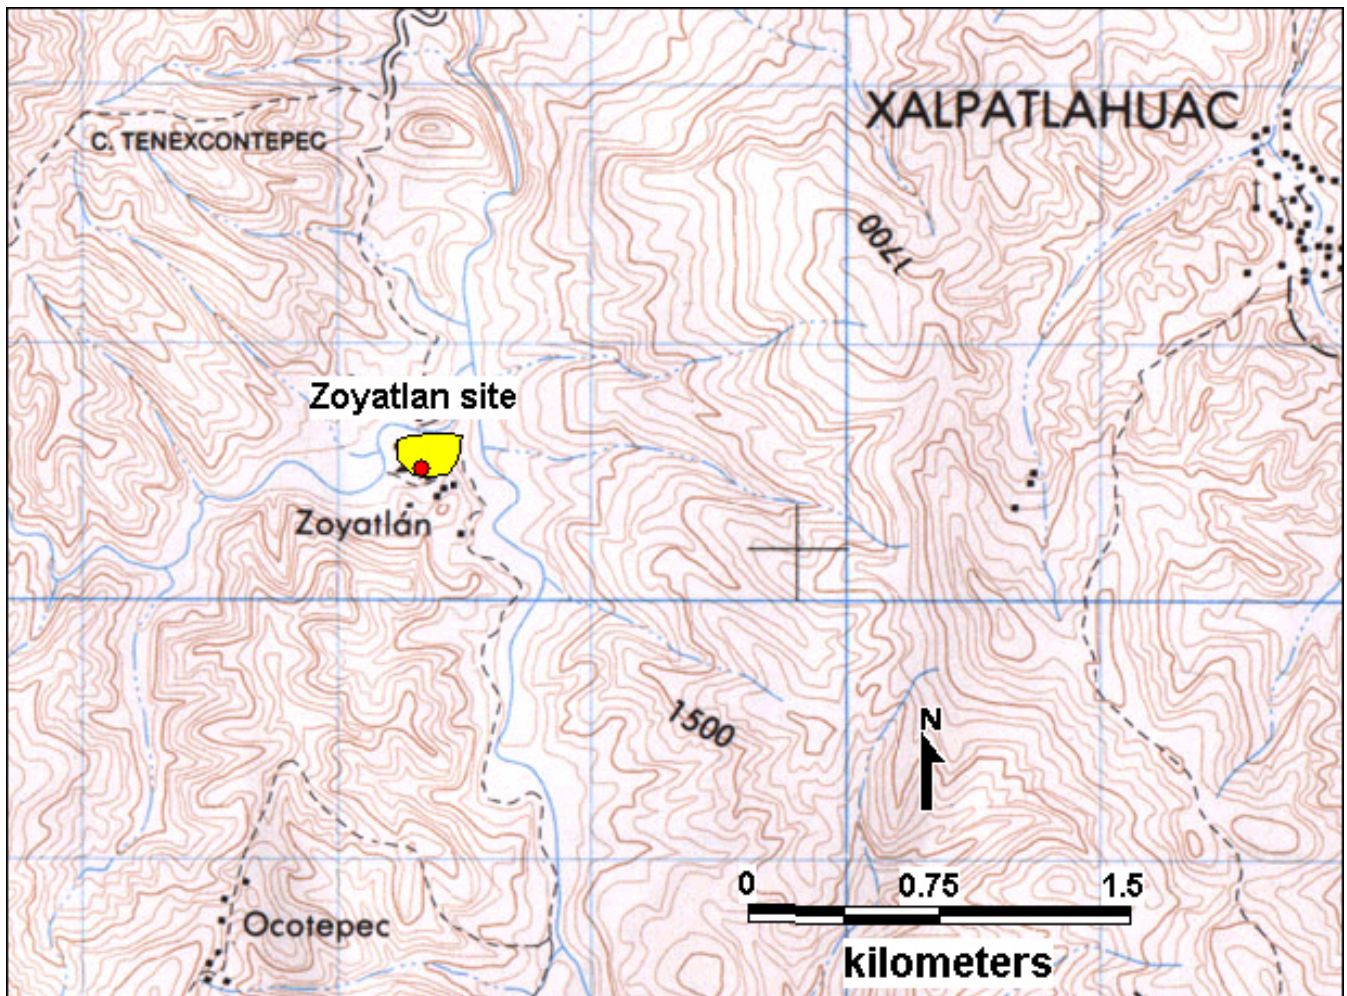 XALPATLAHUAC
C. TENEXCONTEPEC
1700
Zoyatlan site
Zoyatlán
1500
N
0 0.75 1.5
kilometers
Ocotepec